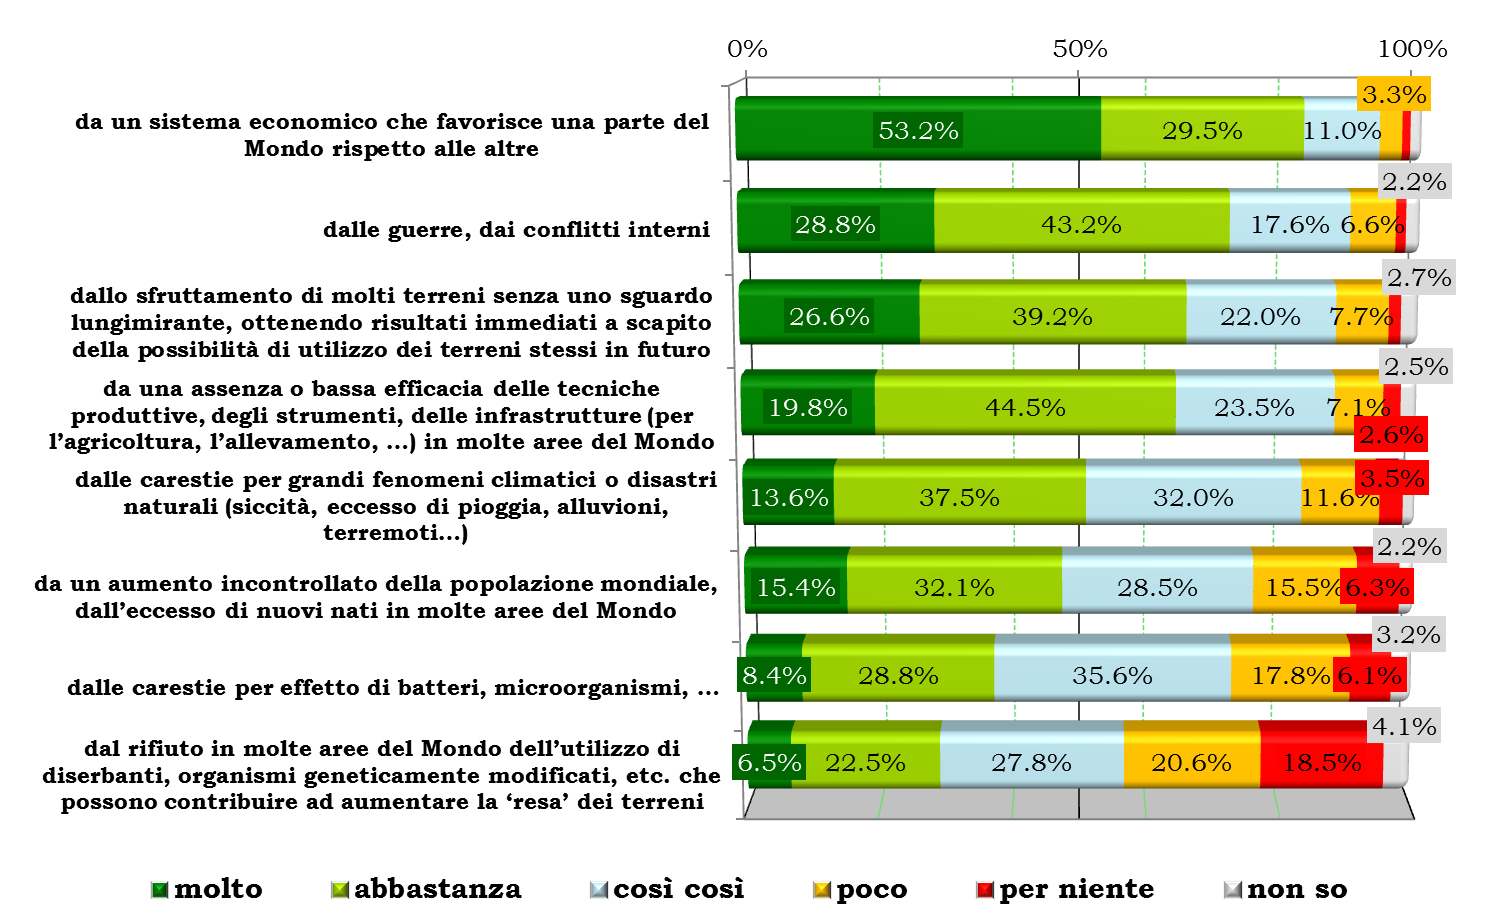 0% 50% 100%
da un sistema economico che favorisce una parte del
Mondo rispetto alle altre
53.2% 29.5% 11.0% 3.3%
dalle guerre, dai conflitti interni
28.8% 43.2% 17.6% 6.6% 2.2%
dallo sfruttamento di molti terreni senza uno sguardo
lungimirante, ottenendo risultati immediati a scapito
della possibilità di utilizzo dei terreni stessi in futuro
26.6% 39.2% 22.0% 7.7% 2.7%
da una assenza o bassa efficacia delle tecniche
produttive, degli strumenti, delle infrastrutture (per
l’agricoltura, l’allevamento, …) in molte aree del Mondo
19.8% 44.5% 23.5% 7.1% 2.6% 2.5%
dalle carestie per grandi fenomeni climatici o disastri
naturali (siccità, eccesso di pioggia, alluvioni,
terremoti…)
13.6% 37.5% 32.0% 11.6% 3.5%
da un aumento incontrollato della popolazione mondiale,
dall’eccesso di nuovi nati in molte aree del Mondo
15.4% 32.1% 28.5% 15.5% 6.3% 2.2%
dalle carestie per effetto di batteri, microorganismi, …
8.4% 28.8% 35.6% 17.8% 6.1% 3.2%
dal rifiuto in molte aree del Mondo dell’utilizzo di
diserbanti, organismi geneticamente modificati, etc. che
possono contribuire ad aumentare la ‘resa’ dei terreni
6.5% 22.5% 27.8% 20.6% 18.5% 4.1%
molto abbastanza così così poco per niente non so